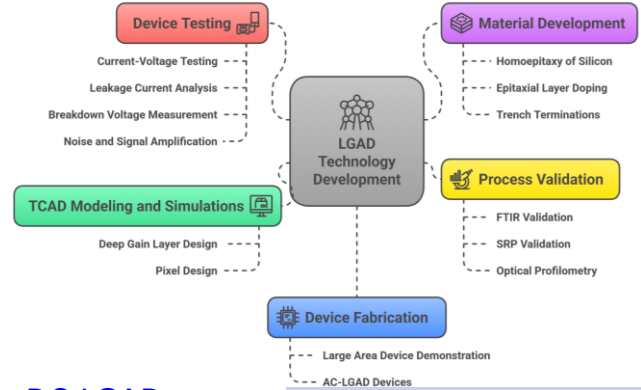 Device Testing
Current-Voltage Testing
Leakage Current Analysis
Breakdown Voltage Measurement
Noise and Signal Amplification
Material Development
Homoepitaxy of Silicon
Epitaxial Layer Doping
Trench Terminations
LGAD
Technology
Development
TCAD Modeling and Simulations
Deep Gain Layer Design
Pixel Design
Process Validation
FTIR Validation
SRP Validation
Optical Profilometry
Device Fabrication
Large Area Device Demonstration
AC-LGAD Devices